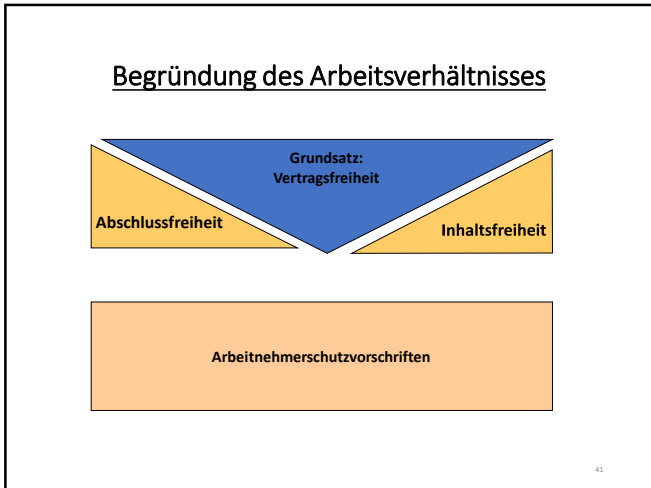 Begründung des Arbeitsverhältnisses
Grundsatz:
Vertragsfreiheit
Abschlussfreiheit
Inhaltsfreiheit
Arbeitnehmerschutzvorschriften
41